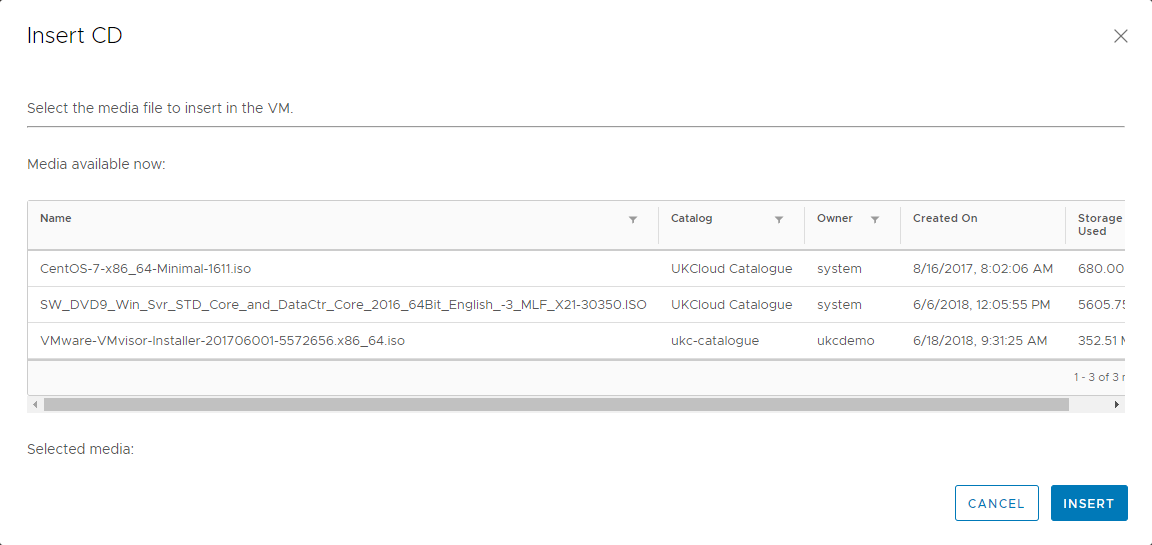 Insert CD
Select the media file to insert in the VM.
Media available now:
Name Catalog Owner Created On Storage Used
CentOS-7-x86_64-Minimal-1611.iso UKCloud Catalogue system 8/16/2017, 8:02:06 AM 680.00
SW_DVD9_Win_Svr_STD_Core_and_DataCtr_Core_2016_64Bit_English_-3_MLF_X21-30350.ISO UKCloud Catalogue system 6/6/2018, 12:05:55 PM 5605.75
VMware-VMvisor-Installer-201706001-5572656.x86_64.iso ukc-catalogue ukcdemo 6/18/2018, 9:31:25 AM 352.51
1 - 3 of 3
Selected media:
CANCEL INSERT